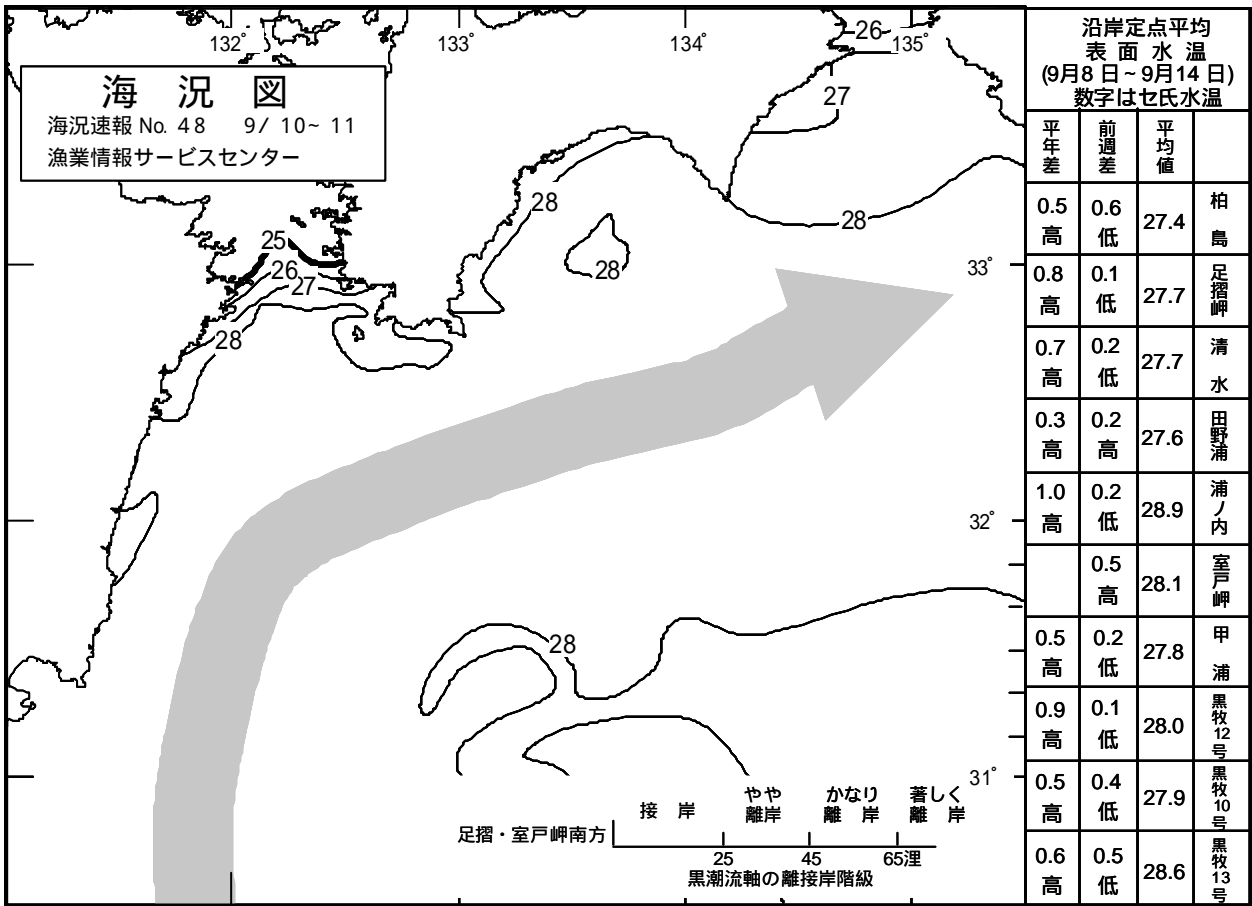 132°
133°
134°
135°
海況図
海況速報 No. 48 9/ 10~ 11
漁業情報サービスセンター
26
27
28
28
28
25
26
27
28
33°
32°
28
31°
接岸
やや離岸
かなり離岸
著しく離岸
足摺・室戸岬南方
25 45 65浬
黒潮流軸の離接岸階級
沿岸定点平均
表面水温
(9月8日~9月14日)
数字はセ氏水温
平年差 前週差 平均値
0.5高 0.6低 27.4 柏島
0.8高 0.1低 27.7 足摺岬
0.7高 0.2低 27.7 清水
0.3高 0.2高 27.6 田野浦
1.0高 0.2低 28.9 浦ノ内
0.5高 28.1 室戸岬
0.5高 0.2低 27.8 甲浦
0.9高 0.1低 28.0 黒牧12号
0.5高 0.4低 27.9 黒牧10号
0.6高 0.5低 28.6 黒牧13号